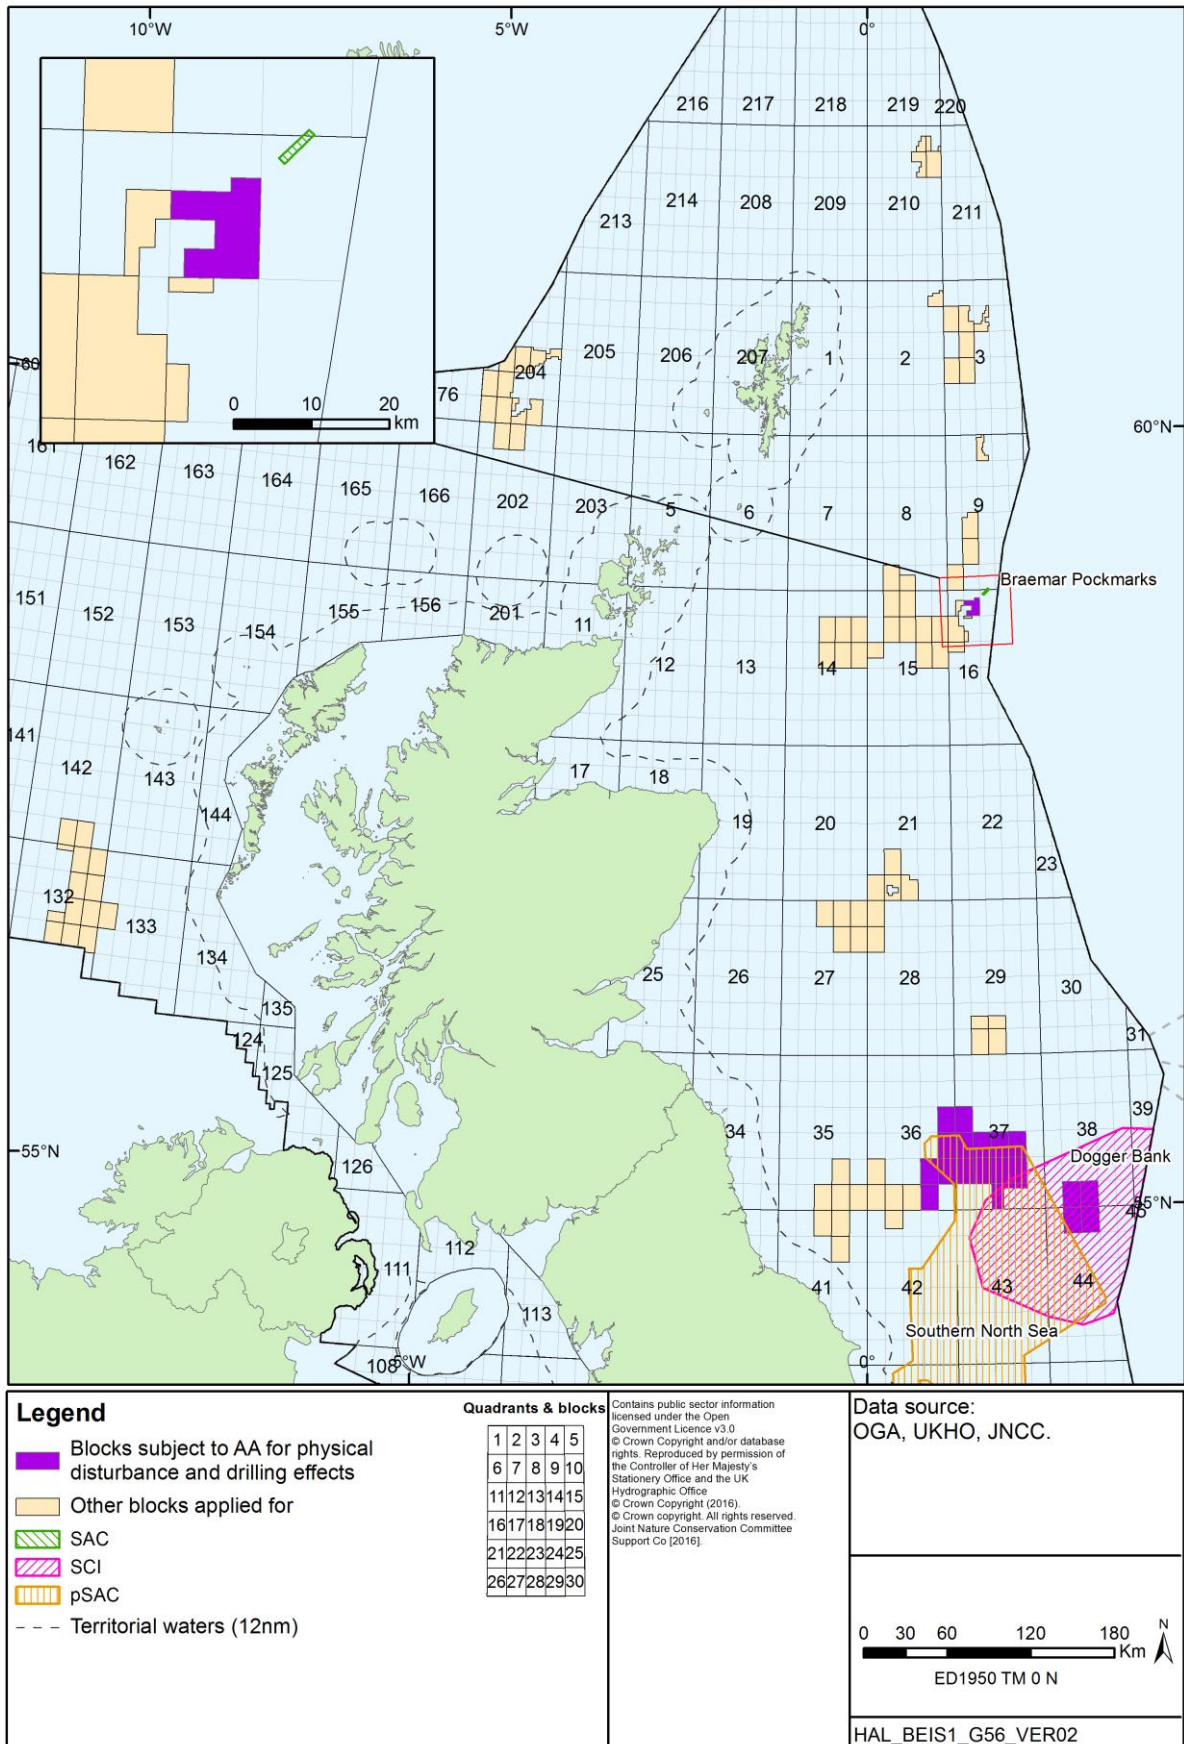 10°W 5°W 0°
216 217 218 219 220
214 208 209 210 211
213
205 206 207 1 2 3
204
60°N
0 10 20
km
76
161 162 163 164 165 166 202 203 5 6 7 8 9
Braemar Pockmarks
151 152 153 154 155 156 201 11 12 13 14 15 16
141 142 143 144 17 18 19 20 21 22 23
132 133 134 25 26 27 28 29 30
135
124 31
125
55°N 126 34 35 36 37 38 39
Dogger Bank
55°N
111 112 41 42 43 44
113
Southern North Sea
108 5°W 0°
Legend
Blocks subject to AA for physical
disturbance and drilling effects
Other blocks applied for
SAC
SCI
pSAC
Territorial waters (12nm)
Quadrants & blocks
1 2 3 4 5
6 7 8 9 10
11 12 13 14 15
16 17 18 19 20
21 22 23 24 25
26 27 28 29 30
Contains public sector information
licensed under the Open
Government Licence v3.0
© Crown Copyright and/or database
rights. Reproduced by permission of
the Controller of Her Majesty's
Stationery Office and the UK
Hydrographic Office
© Crown Copyright (2016).
© Crown copyright. All rights reserved.
Joint Nature Conservation Committee
Support Co [2016].
Data source:
OGA, UKHO, JNCC.
0 30 60 120 180
Km
N
ED1950 TM 0 N
HAL_BEIS1_G56_VER02